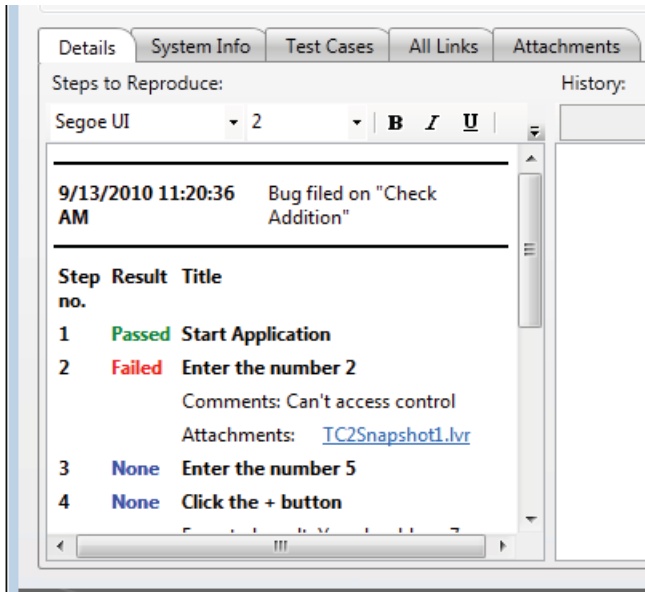 Details System Info Test Cases All Links Attachments
Steps to Reproduce: History:
Segoe UI 2 B I U
9/13/2010 11:20:36 Bug filed on "Check
AM Addition"
Step Result Title
no.
1 Passed Start Application
2 Failed Enter the number 2
Comments: Can't access control
Attachments: TC2Snapshot1.lvr
3 None Enter the number 5
4 None Click the + button